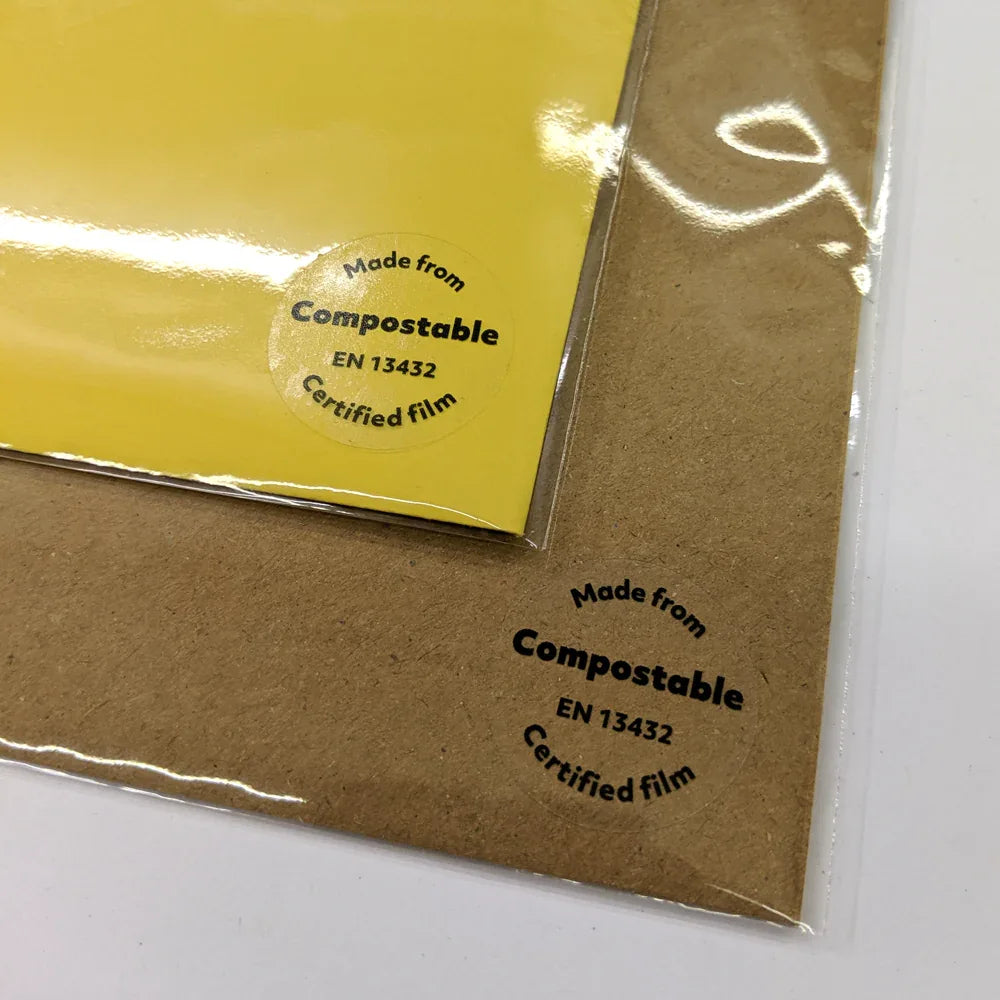 Made from
Compostable
EN 13432
Certified film
Made from
Compostable
EN 13432
Certified film